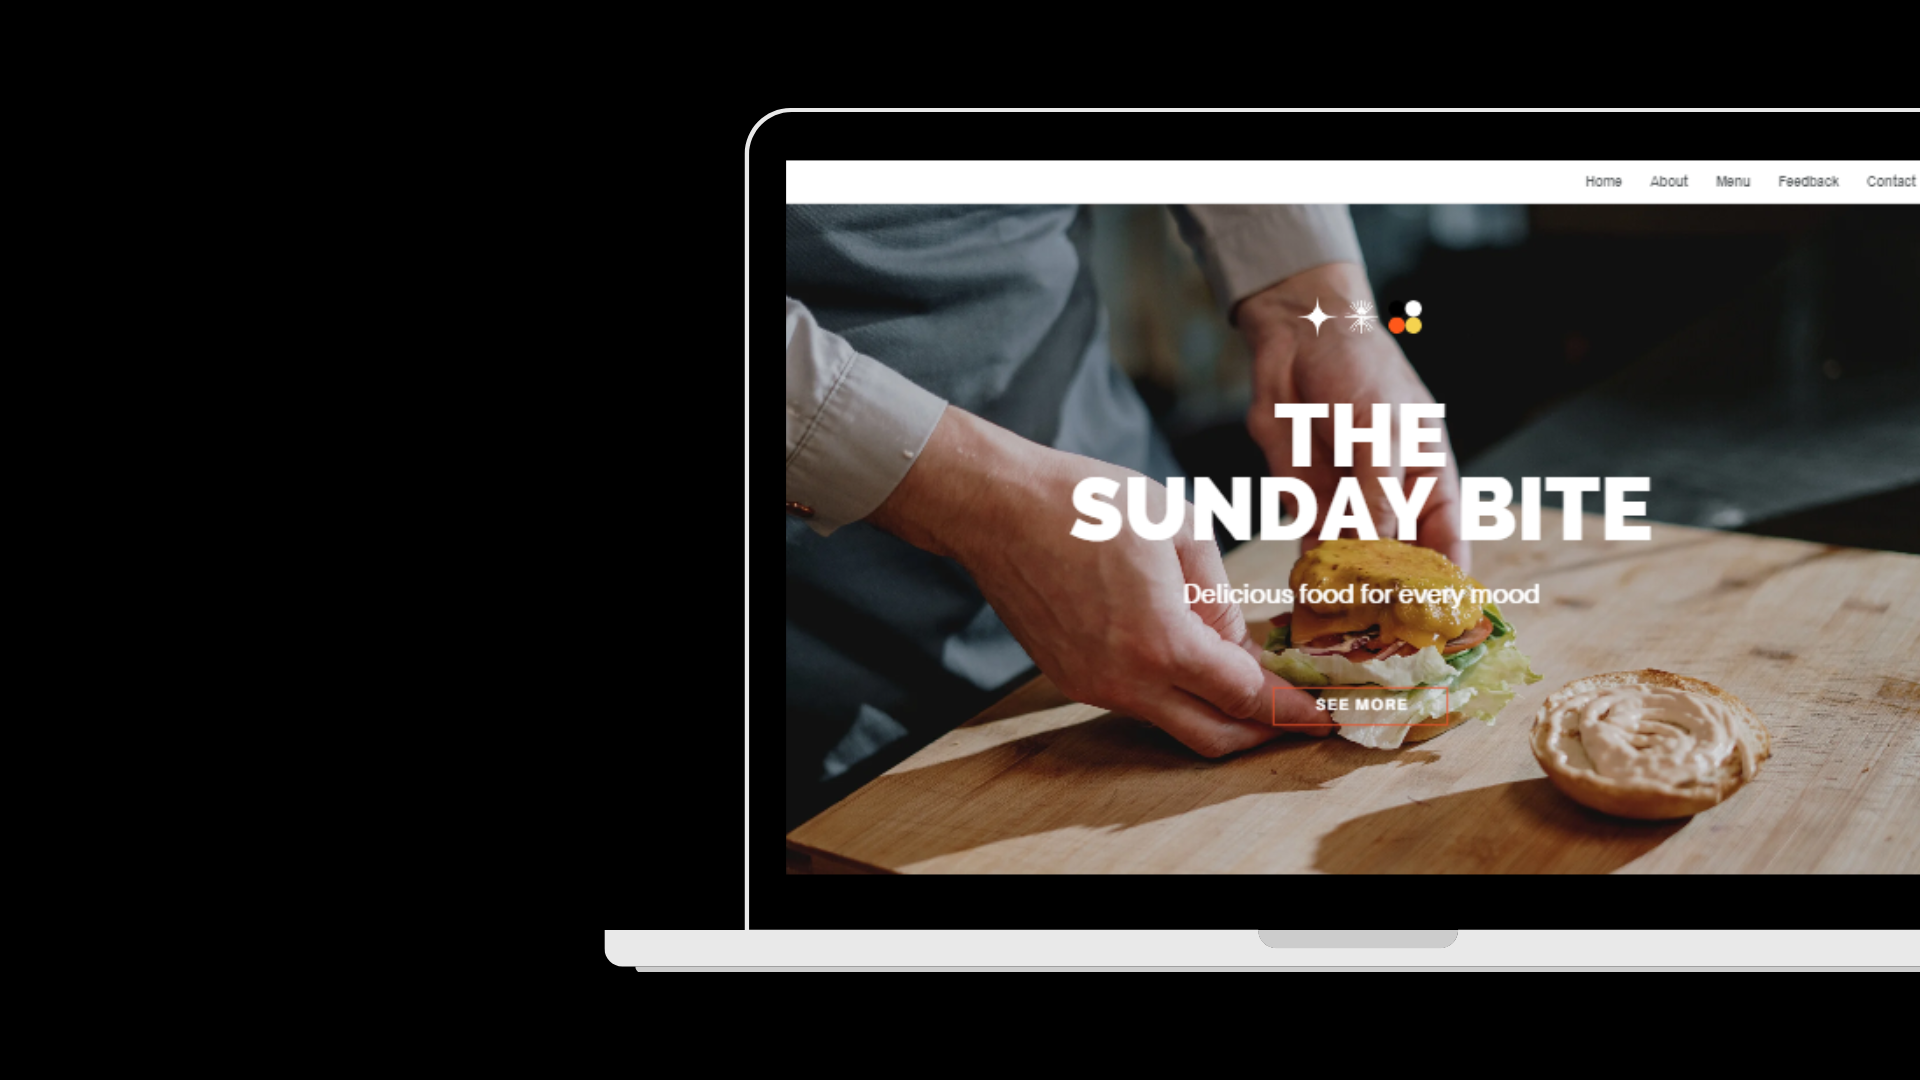 Home About Menu Feedback Contact
THE
SUNDAY BITE
Delicious food for every mood
SEE MORE